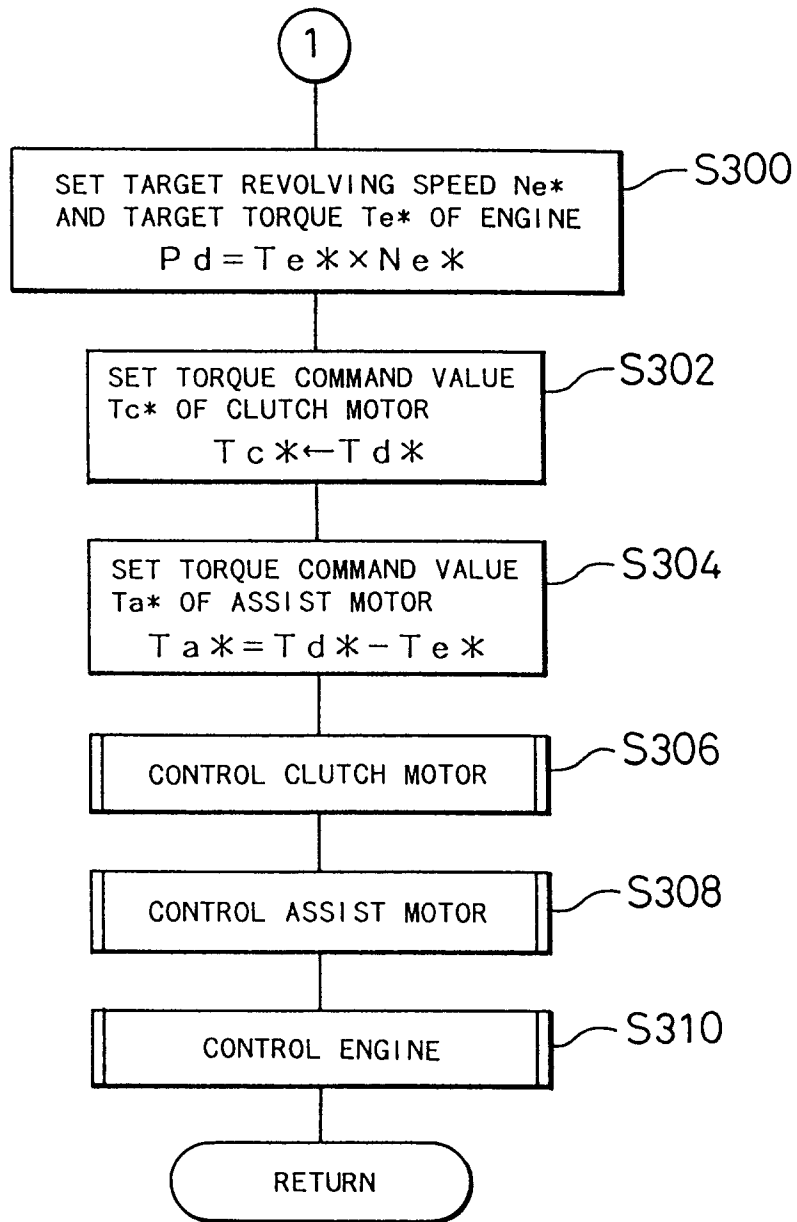 1
SET TARGET REVOLVING SPEED Ne*
AND TARGET TORQUE Te* OF ENGINE
Pd=Te*×Ne*
S300
SET TORQUE COMMAND VALUE
Tc* OF CLUTCH MOTOR
Tc*←Td*
S302
SET TORQUE COMMAND VALUE
Ta* OF ASSIST MOTOR
Ta*=Td*-Te*
S304
CONTROL CLUTCH MOTOR
S306
CONTROL ASSIST MOTOR
S308
CONTROL ENGINE
S310
RETURN